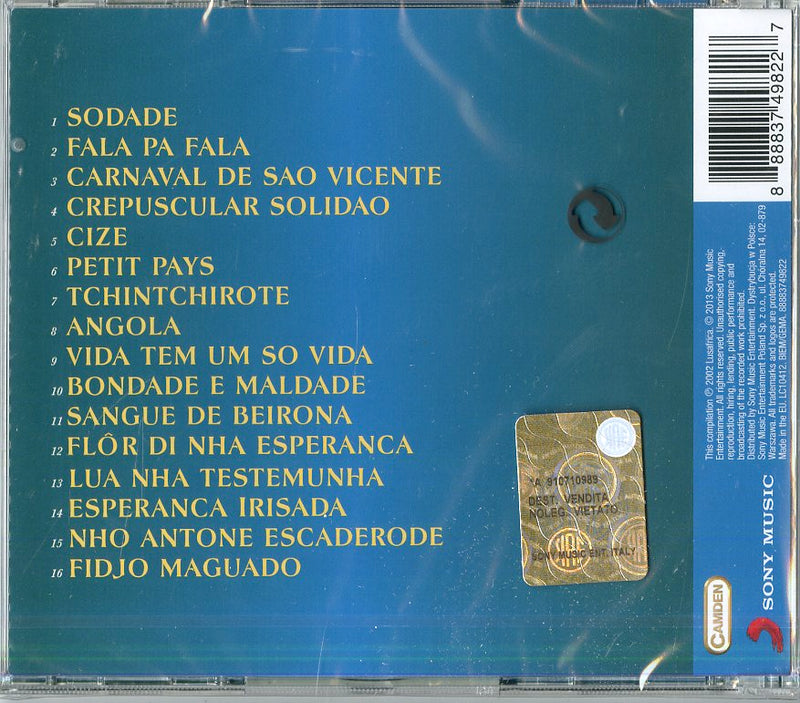 1 SODADE
2 FALA PA FALA
3 CARNAVAL DE SAO VICENTE
4 CREPUSCULAR SOLIDAO
5 CIZE
6 PETIT PAYS
7 TCHINTCHIROTE
8 ANGOLA
9 VIDA TEM UM SO VIDA
10 BONDADE E MALDADE
11 SANGUE DE BEIRONA
12 FLÔR DI NHA ESPERANCA
13 LUA NHA TESTEMUNHA
14 ESPERANCA IRISADA
15 NHO ANTONE ESCADERODE
16 FIDJO MAGUADO
*A 910710989
DEST. VENDITA
NOLEG. VIETATO
SONY MUSIC ENT. ITALY
8 88837 49822 7
This compilation ℗ 2002 Lusafrica. © 2013 Sony Music
Entertainment. All rights reserved. Unauthorised copying,
reproduction, hiring, lending, public performance and
broadcasting of the recorded work prohibited.
Distributed by Sony Music Entertainment. Dystrybucja w Polsce:
Sony Music Entertainment Poland Sp. z o.o., ul. Chóralna 14, 02-879
Warszawa. All trademarks and logos are protected.
Made in the EU. LC10412. BIEM/GEMA. 88883749822
CAMDEN
SONY MUSIC